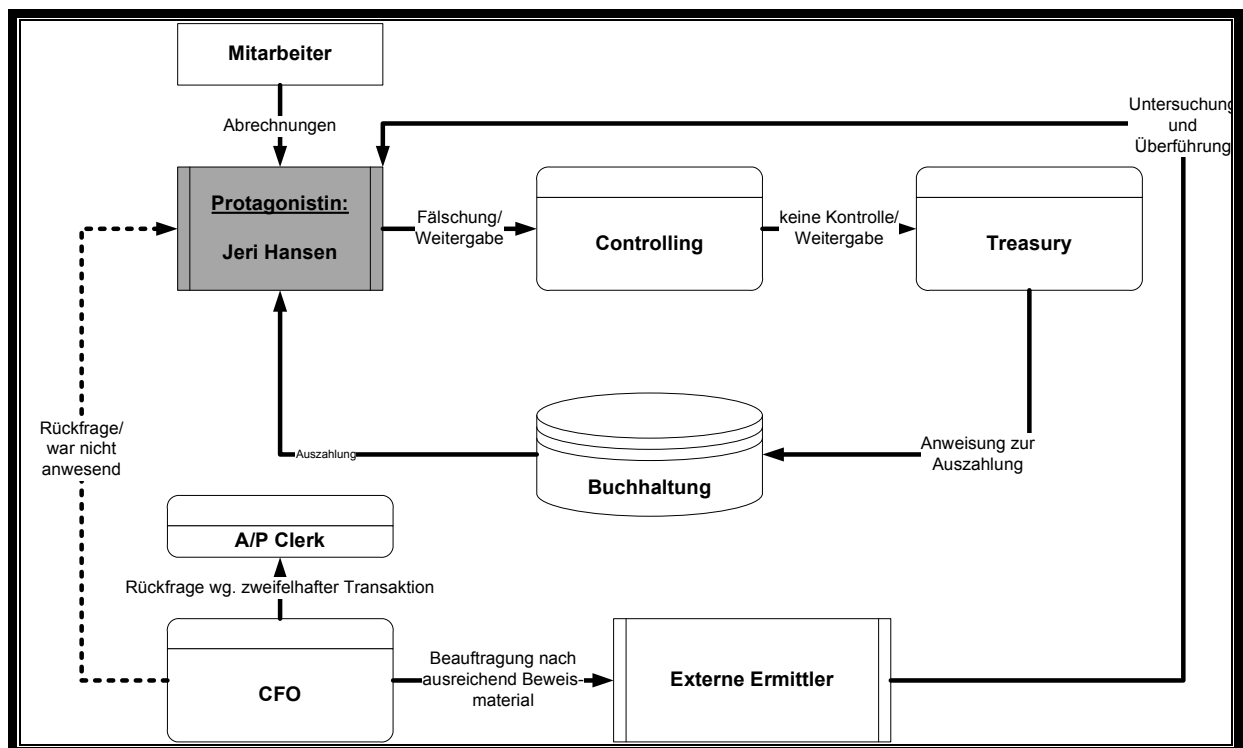 Mitarbeiter
Abrechnungen
Untersuchung
und
Überführung
Protagonistin:
Jeri Hansen
Fälschung/
Weitergabe
Controlling
keine Kontrolle/
Weitergabe
Treasury
Rückfrage/
war nicht
anwesend
Auszahlung
Buchhaltung
Anweisung zur
Auszahlung
A/P Clerk
Rückfrage wg. zweifelhafter Transaktion
CFO
Beauftragung nach
ausreichend Beweis-
material
Externe Ermittler